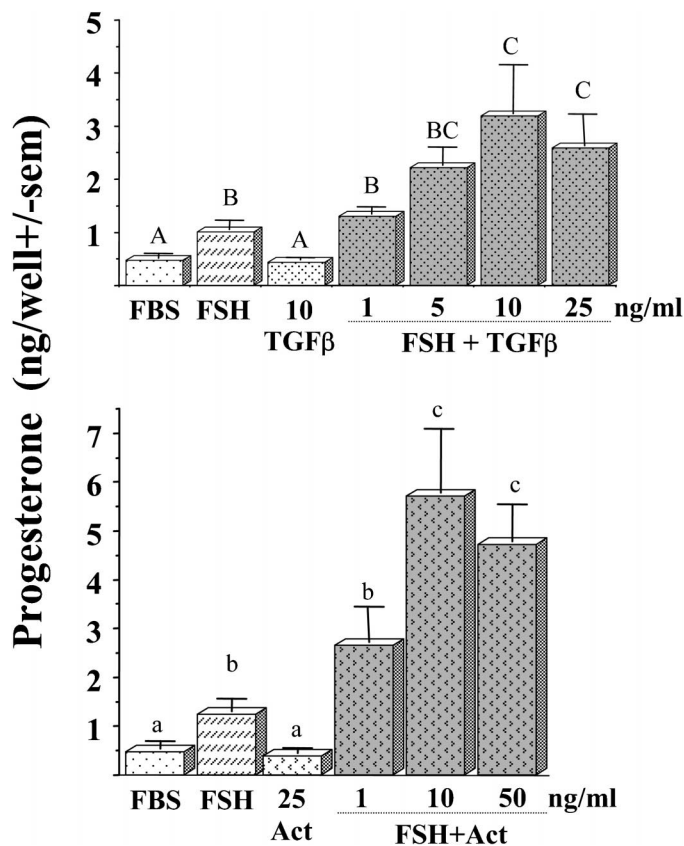 Progesterone (ng/well+/-sem)
5
4
3
2
1
A
B
A
B
BC
C
C
FBS FSH 10 1 5 10 25 ng/ml
TGFβ FSH + TGFβ
7
6
5
4
3
2
1
a
b
a
b
c
c
FBS FSH 25 1 10 50 ng/ml
Act FSH+Act